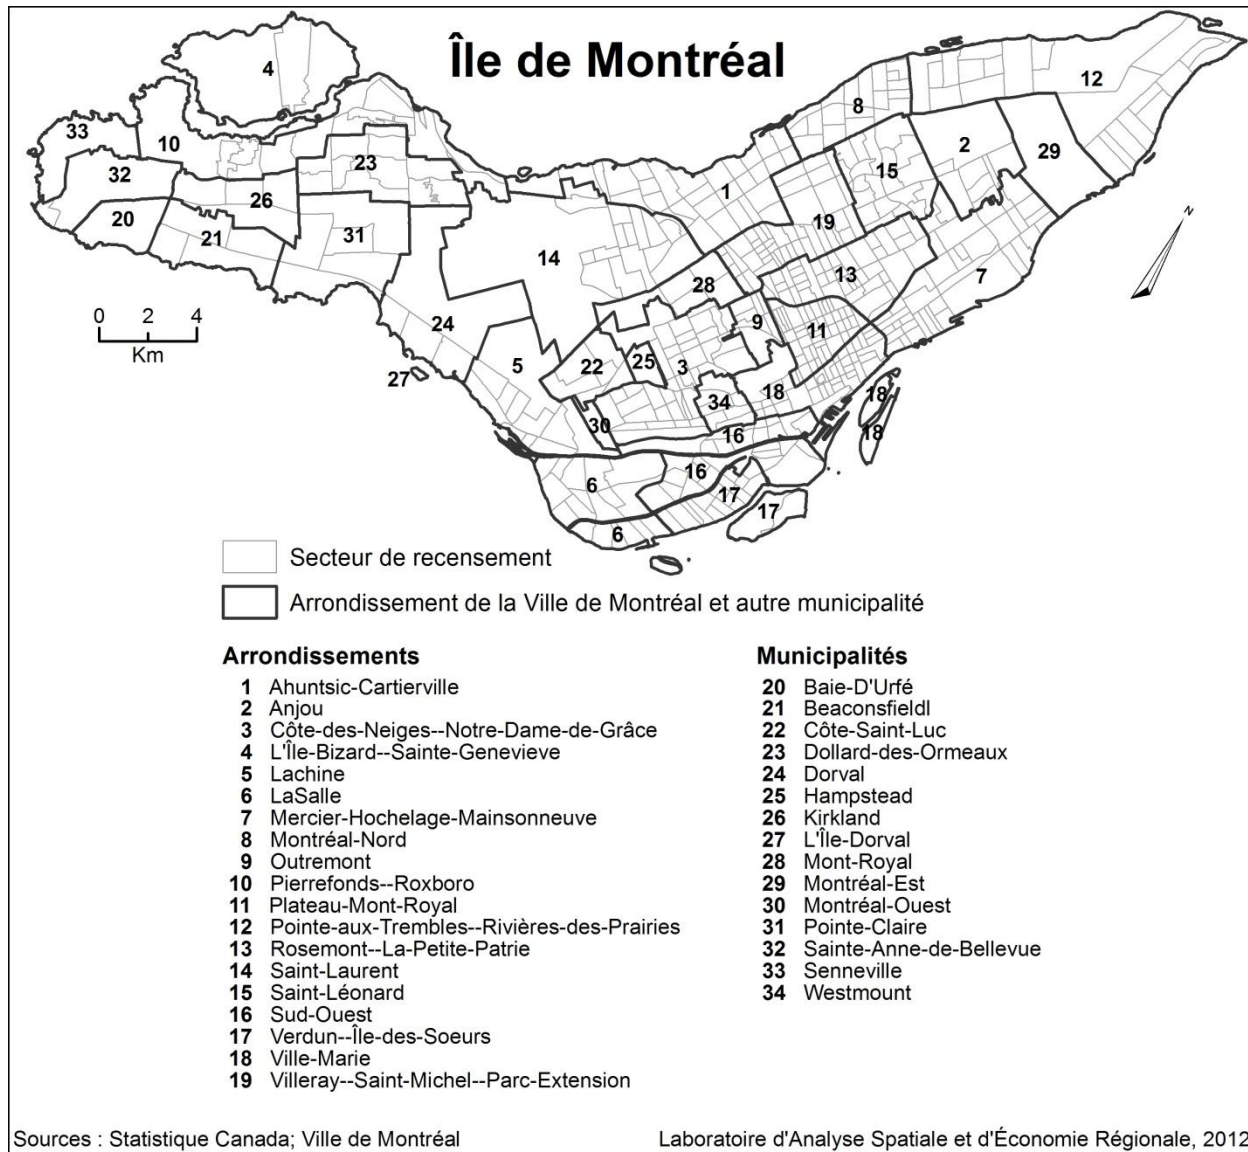 Île de Montréal
4
12
8
33
10
2
23
29
15
32
1
26
20
19
21
31
14
13
28
7
N
0 2 4
Km
24
9
11
5
22
25
3
27
18
34
18
30
16
18
6
16
17
17
6
Secteur de recensement
Arrondissement de la Ville de Montréal et autre municipalité
Arrondissements
1 Ahuntsic-Cartierville
2 Anjou
3 Côte-des-Neiges--Notre-Dame-de-Grâce
4 L'Île-Bizard--Sainte-Genevieve
5 Lachine
6 LaSalle
7 Mercier-Hochelage-Mainsonneuve
8 Montréal-Nord
9 Outremont
10 Pierrefonds--Roxboro
11 Plateau-Mont-Royal
12 Pointe-aux-Trembles--Rivières-des-Prairies
13 Rosemont--La-Petite-Patrie
14 Saint-Laurent
15 Saint-Léonard
16 Sud-Ouest
17 Verdun--Île-des-Soeurs
18 Ville-Marie
19 Villeray--Saint-Michel--Parc-Extension
Municipalités
20 Baie-D'Urfé
21 Beaconsfieldl
22 Côte-Saint-Luc
23 Dollard-des-Ormeaux
24 Dorval
25 Hampstead
26 Kirkland
27 L'Île-Dorval
28 Mont-Royal
29 Montréal-Est
30 Montréal-Ouest
31 Pointe-Claire
32 Sainte-Anne-de-Bellevue
33 Senneville
34 Westmount
Sources : Statistique Canada; Ville de Montréal
Laboratoire d'Analyse Spatiale et d'Économie Régionale, 2012